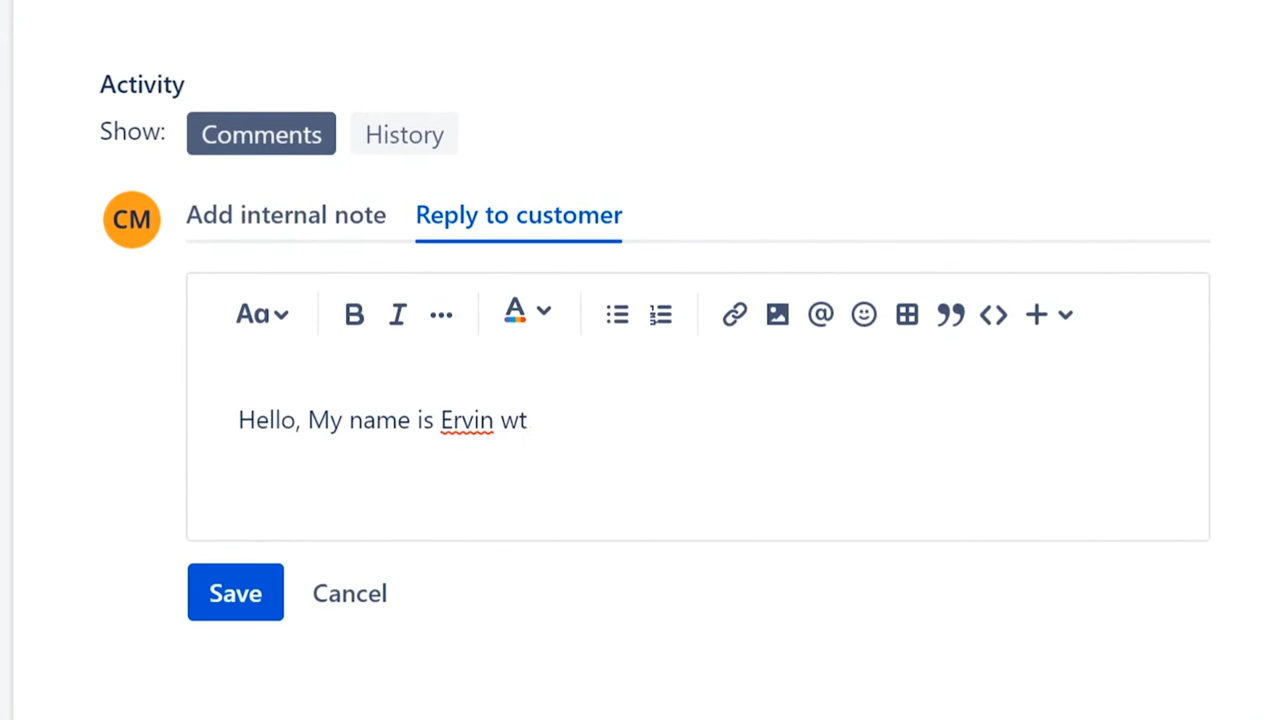 Activity
Show: Comments History
CM Add internal note Reply to customer
Aa B I ... A @ + 
Hello, My name is Ervin wt
Save Cancel